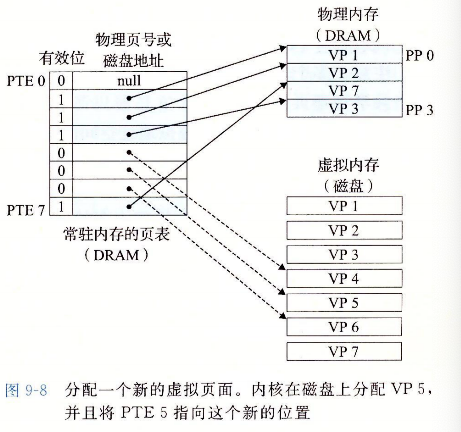 物理页号或
有效位 磁盘地址
PTE 0 0 null
1
1
1
0
0
0
PTE 7 1
常驻内存的页表
（DRAM）
物理内存
（DRAM）
VP 1 PP 0
VP 2
VP 7
VP 3 PP 3
虚拟内存
（磁盘）
VP 1
VP 2
VP 3
VP 4
VP 5
VP 6
VP 7
图 9-8 分配一个新的虚拟页面。内核在磁盘上分配 VP 5，
并且将 PTE 5 指向这个新的位置